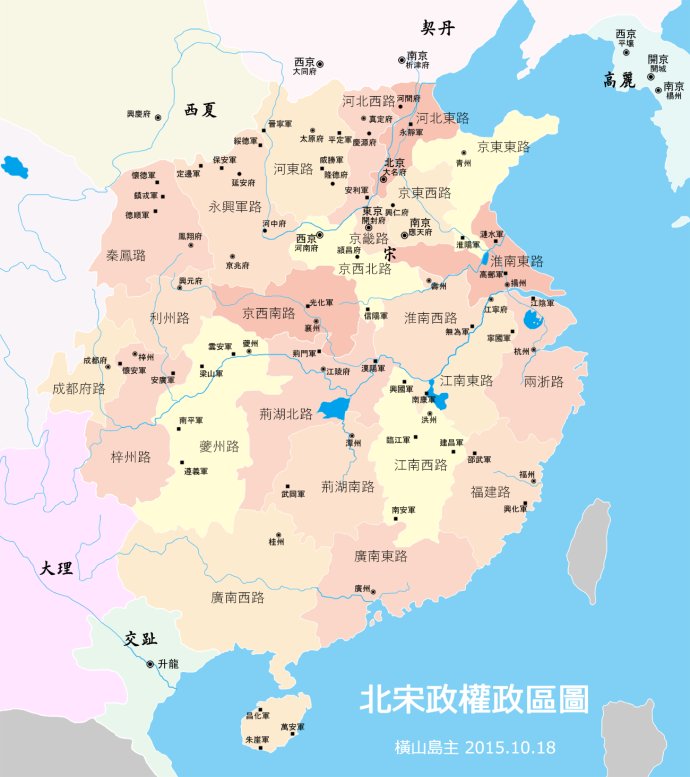 契丹
西京
平壤
開京
開城
南京
楊州
高麗
西京
大同府
南京
析津府
西夏
興慶府
河北西路
河間府
真定府
河北東路
永靜軍
晉寧軍
太原府
平定軍
慶源府
綏德軍
京東東路
青州
保安軍
定邊軍
延安府
河東路
威勝軍
隆德府
北京
大名府
懷德軍
鎮戎軍
德順軍
安利軍
京東西路
永興軍路
興仁府
東京
開封府
河中府
鳳翔府
西京
河南府
京畿路
南京
應天府
漣水軍
淮陽軍
秦鳳路
京兆府
潁昌府
宋
京西北路
淮南東路
高郵軍
揚州
興元府
壽州
利州路
京西南路
光化軍
襄州
信陽軍
淮南西路
江寧府
江陰軍
無為軍
寧國軍
杭州
成都府
梓州
懷安軍
雲安軍
夔州
荊門軍
梁山軍
江陵府
漢陽軍
廣安軍
成都府路
興國軍
江南東路
兩浙路
南康軍
洪州
荊湖北路
南平軍
夔州路
梓州路
遵義軍
潭州
臨江軍
建昌軍
邵武軍
江南西路
福州
武岡軍
荊湖南路
福建路
興化軍
南安軍
桂州
大理
廣南東路
廣州
廣南西路
交趾
升龍
昌化軍
萬安軍
朱崖軍
北宋政權政區圖
橫山島主 2015.10.18